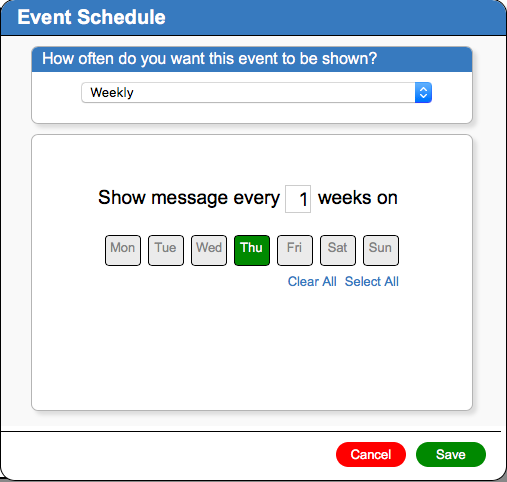 Event Schedule
How often do you want this event to be shown?
Weekly
Show message every 1 weeks on
Mon Tue Wed Thu Fri Sat Sun
Clear All Select All
Cancel Save